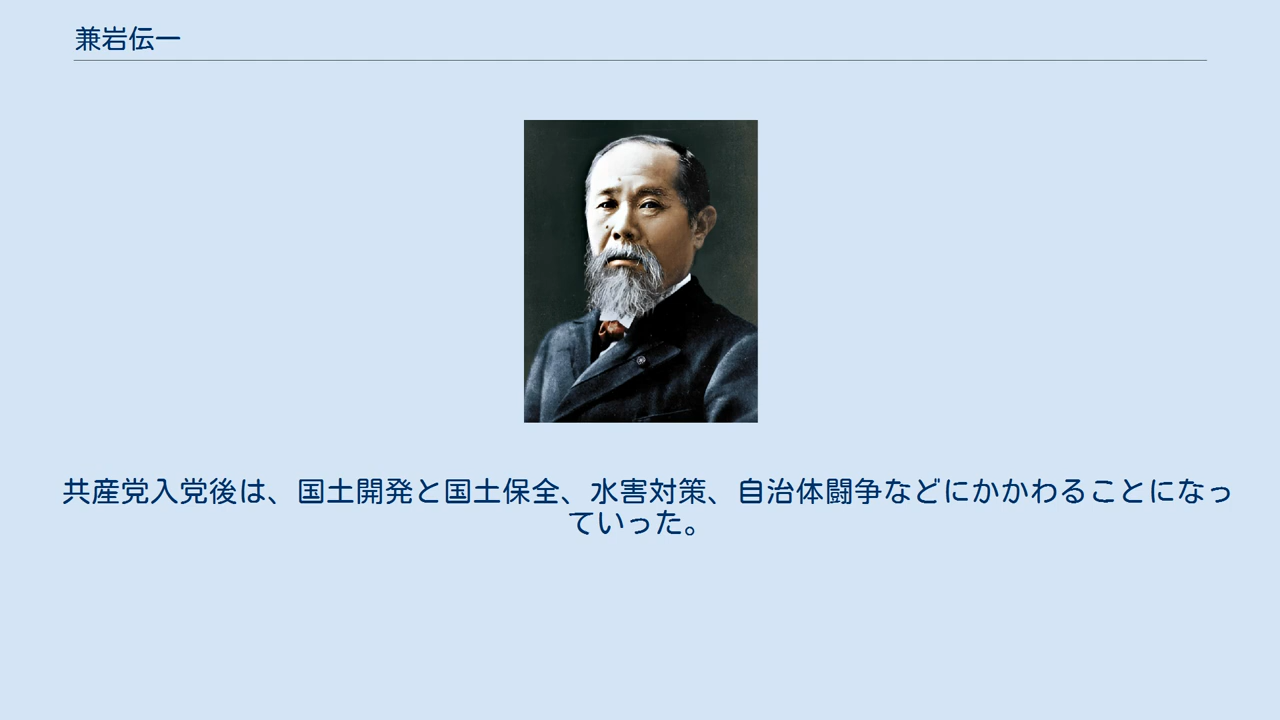 兼岩伝一
共産党入党後は、国土開発と国土保全、水害対策、自治体闘争などにかかわることになっ
ていった。